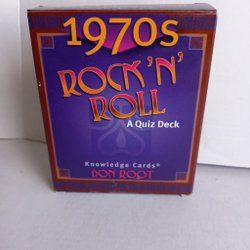 1970s
ROCK 'N'
ROLL
A Quiz Deck
Knowledge Cards®
DON ROOT